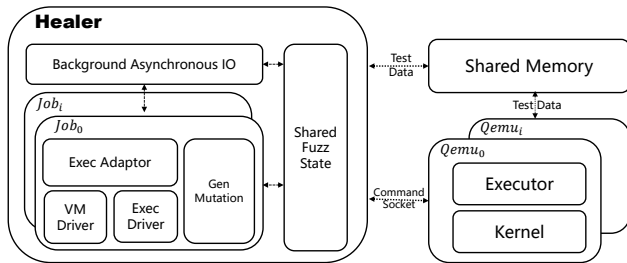 Healer
Background Asynchronous IO
Job_i
Job_0
Exec Adaptor
VM
Driver
Exec
Driver
Gen
Mutation
Shared
Fuzz
State
Test
Data
Shared Memory
Test Data
Qemu_i
Qemu_0
Command
Socket
Executor
Kernel